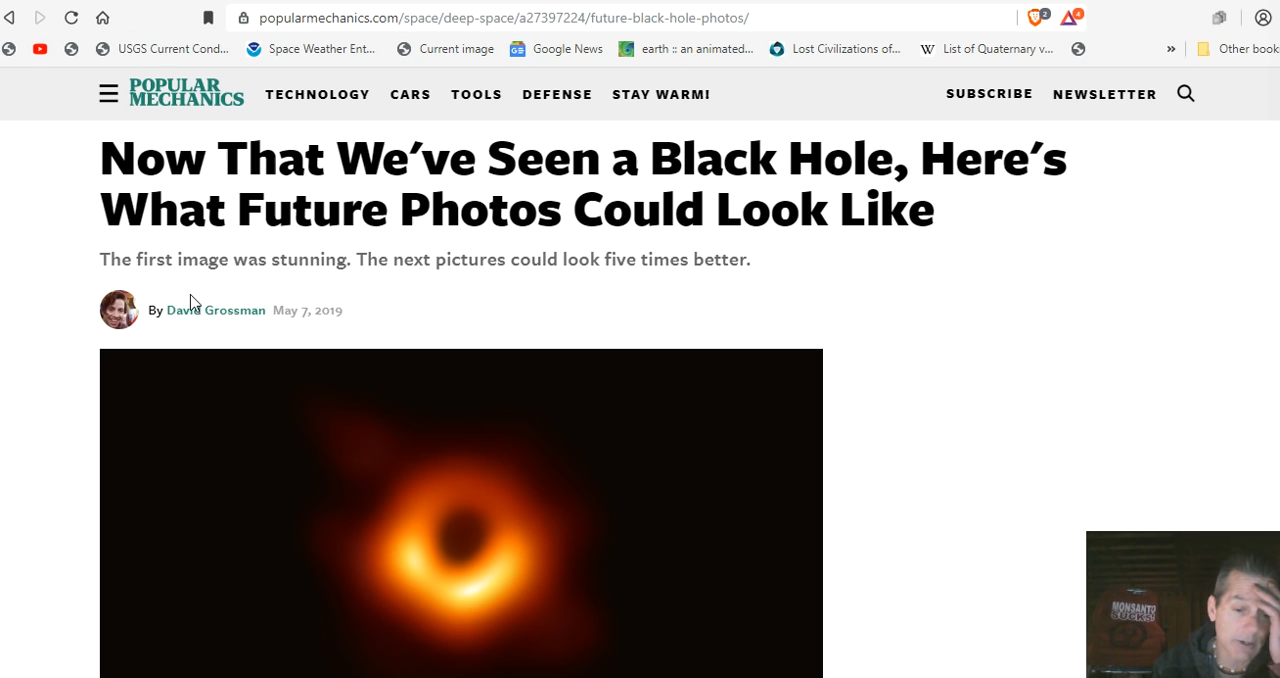 popularmechanics.com/space/deep-space/a27397224/future-black-hole-photos/
2
4
USGS Current Cond...
Space Weather Ent...
Current image
Google News
earth :: an animated...
Lost Civilizations of...
W List of Quaternary v...
»
Other book
POPULAR
MECHANICS
TECHNOLOGY
CARS
TOOLS
DEFENSE
STAY WARM!
SUBSCRIBE
NEWSLETTER
Now That We've Seen a Black Hole, Here's
What Future Photos Could Look Like
The first image was stunning. The next pictures could look five times better.
By David Grossman May 7, 2019
MONSANTO
SUCKS!